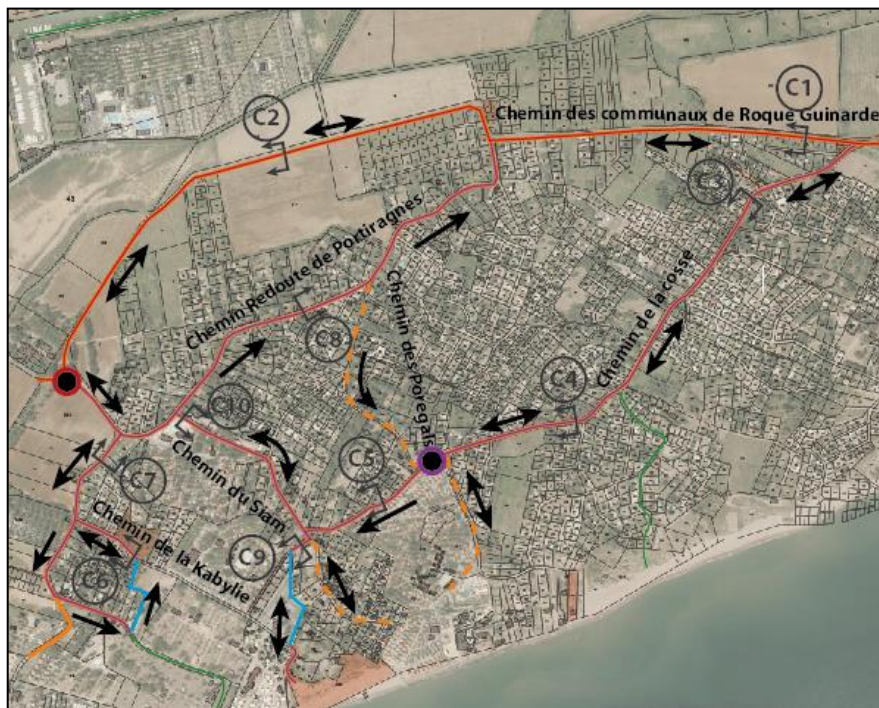 C1
C2
Chemin des communaux de Roque Guinarde
C3
Chemin Redoute de Portiragnes
Chemin des Poregals
Chemin de la cosse
C8
C4
C10
C5
C7
Chemin du Siam
Chemin de la Kabylie
C9
C6